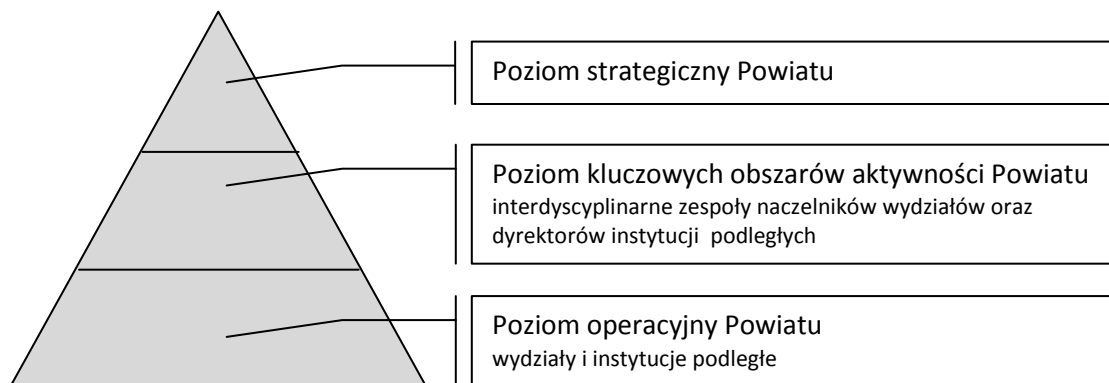 Poziom strategiczny Powiatu
Poziom kluczowych obszarów aktywności Powiatu
interdyscyplinarne zespoły naczelników wydziałów oraz
dyrektorów instytucji podległych
Poziom operacyjny Powiatu
wydziały i instytucje podległe